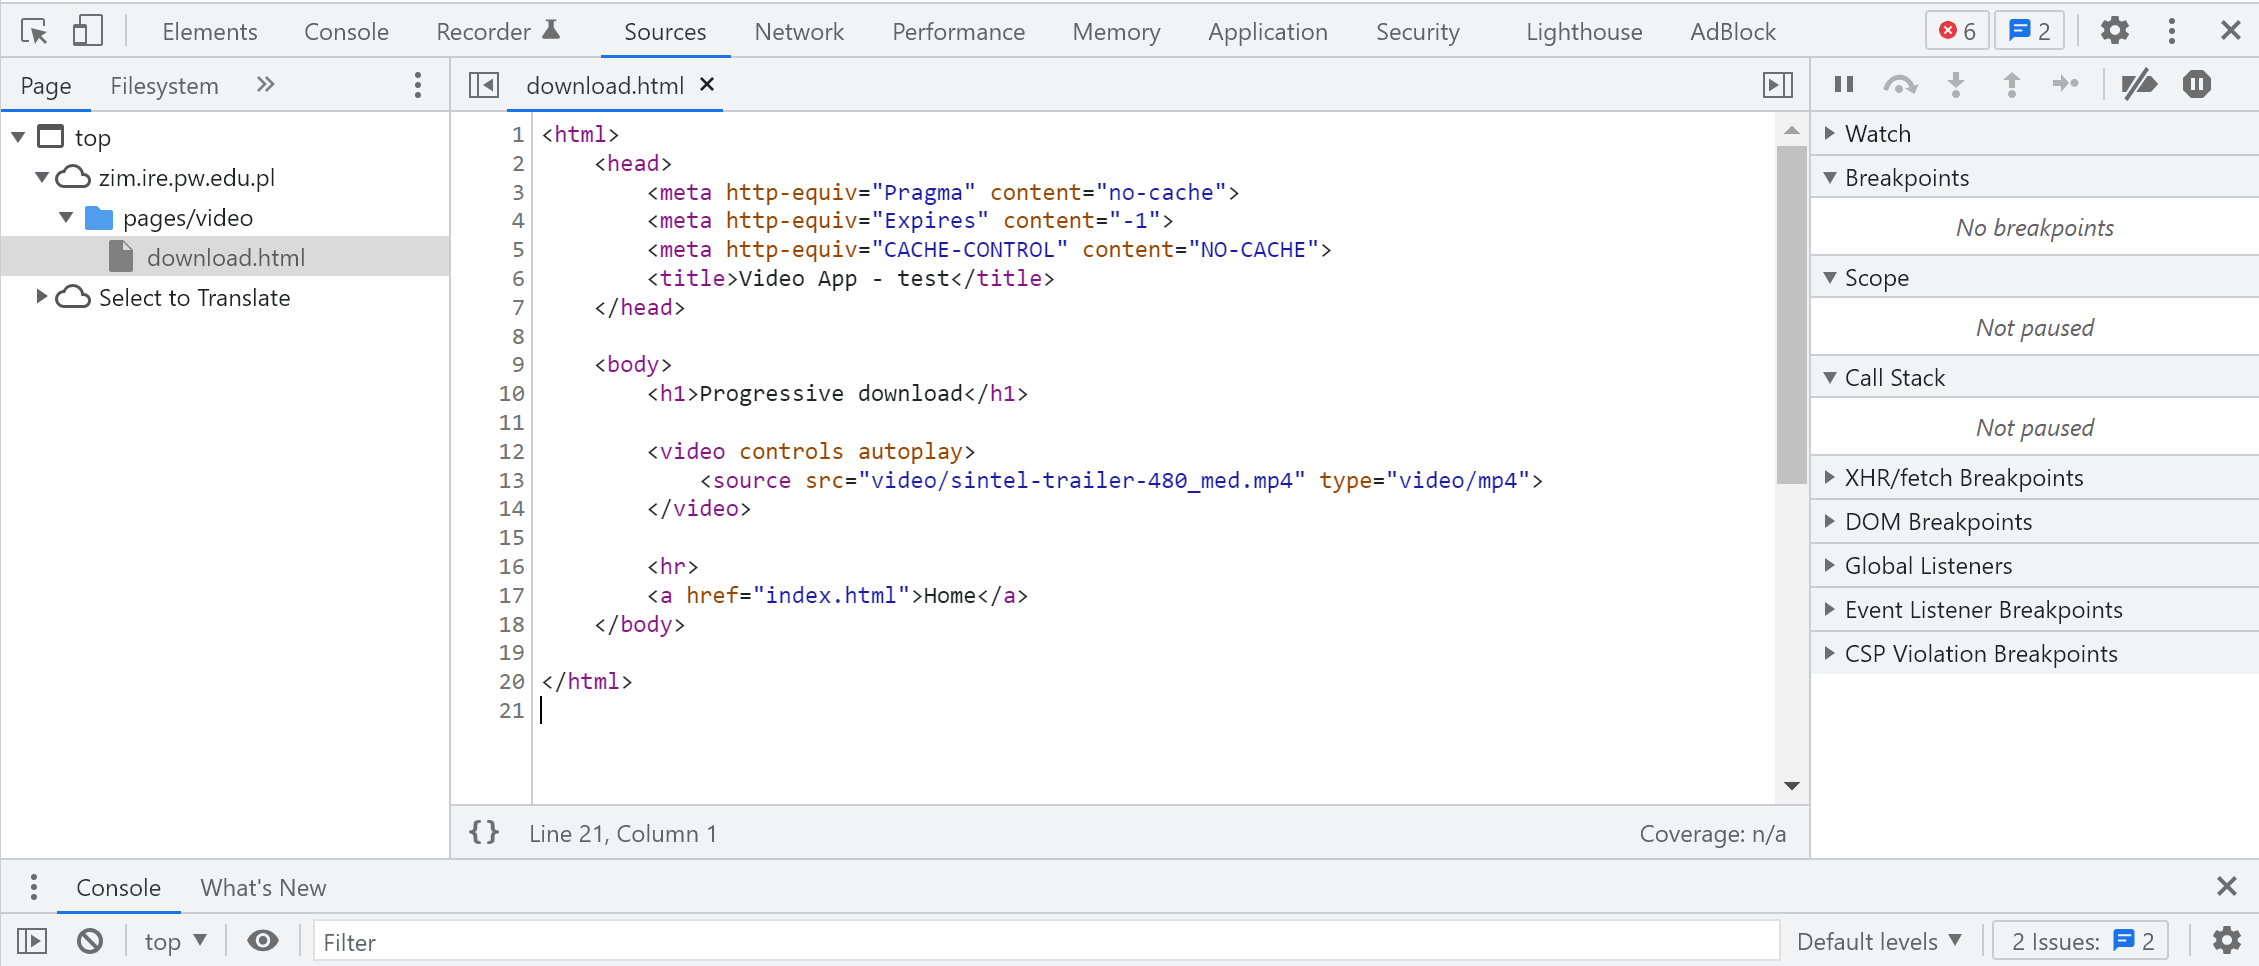 Elements Console Recorder Sources Network Performance Memory Application Security Lighthouse AdBlock 6 2
Page Filesystem
top
zim.ire.pw.edu.pl
pages/video
download.html
Select to Translate
download.html
1 <html>
2     <head>
3         <meta http-equiv="Pragma" content="no-cache">
4         <meta http-equiv="Expires" content="-1">
5         <meta http-equiv="CACHE-CONTROL" content="NO-CACHE">
6         <title>Video App - test</title>
7     </head>
8
9     <body>
10         <h1>Progressive download</h1>
11
12         <video controls autoplay>
13             <source src="video/sintel-trailer-480_med.mp4" type="video/mp4">
14         </video>
15
16         <hr>
17         <a href="index.html">Home</a>
18     </body>
19
20 </html>
21
{} Line 21, Column 1 Coverage: n/a
Watch
Breakpoints
No breakpoints
Scope
Not paused
Call Stack
Not paused
XHR/fetch Breakpoints
DOM Breakpoints
Global Listeners
Event Listener Breakpoints
CSP Violation Breakpoints
Console What's New
top Filter Default levels 2 Issues: 2